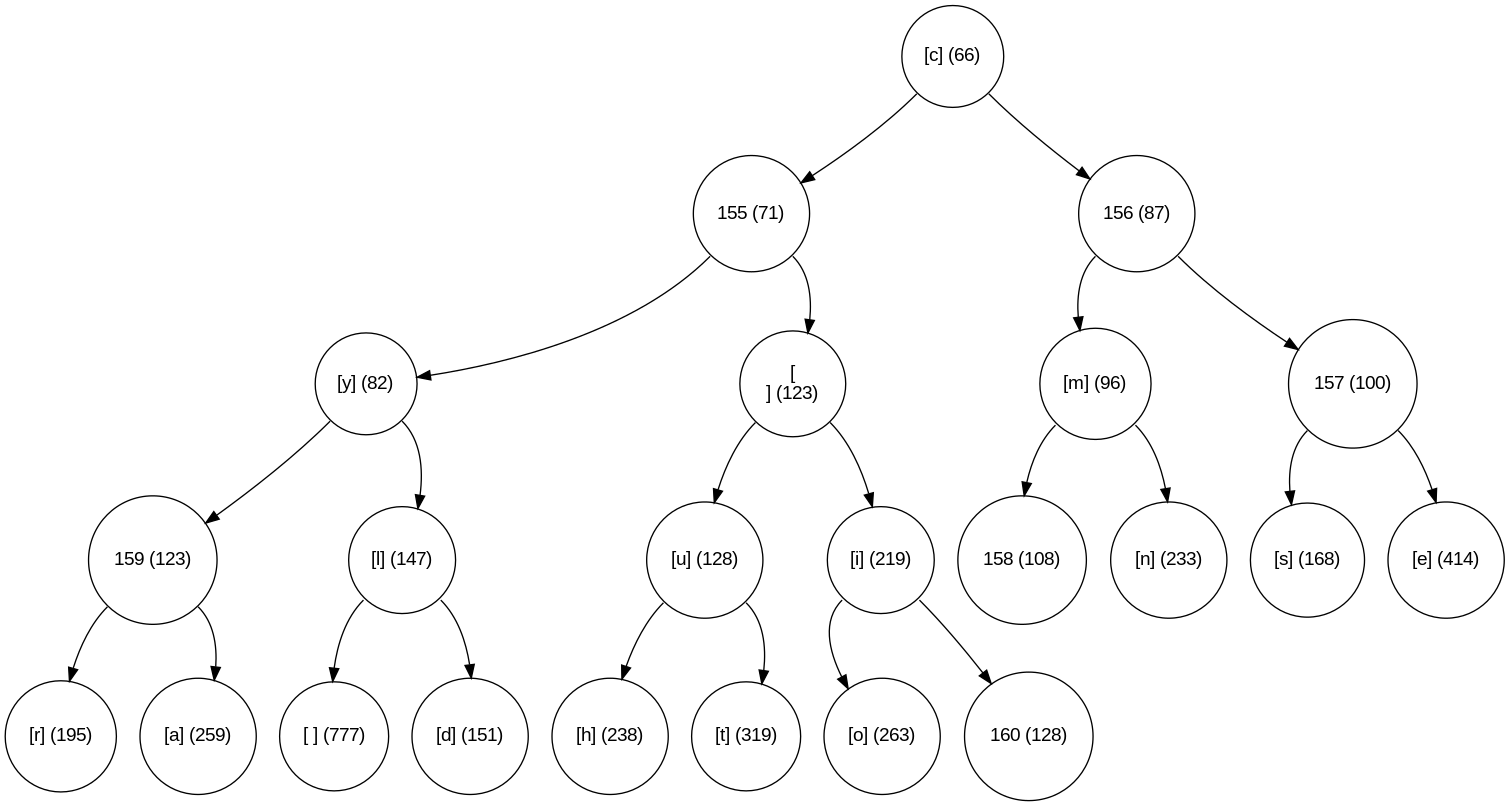 [c] (66)
155 (71)
156 (87)
[y] (82)
[
] (123)
[m] (96)
157 (100)
159 (123)
[l] (147)
[u] (128)
[i] (219)
158 (108)
[n] (233)
[s] (168)
[e] (414)
[r] (195)
[a] (259)
[ ] (777)
[d] (151)
[h] (238)
[t] (319)
[o] (263)
160 (128)